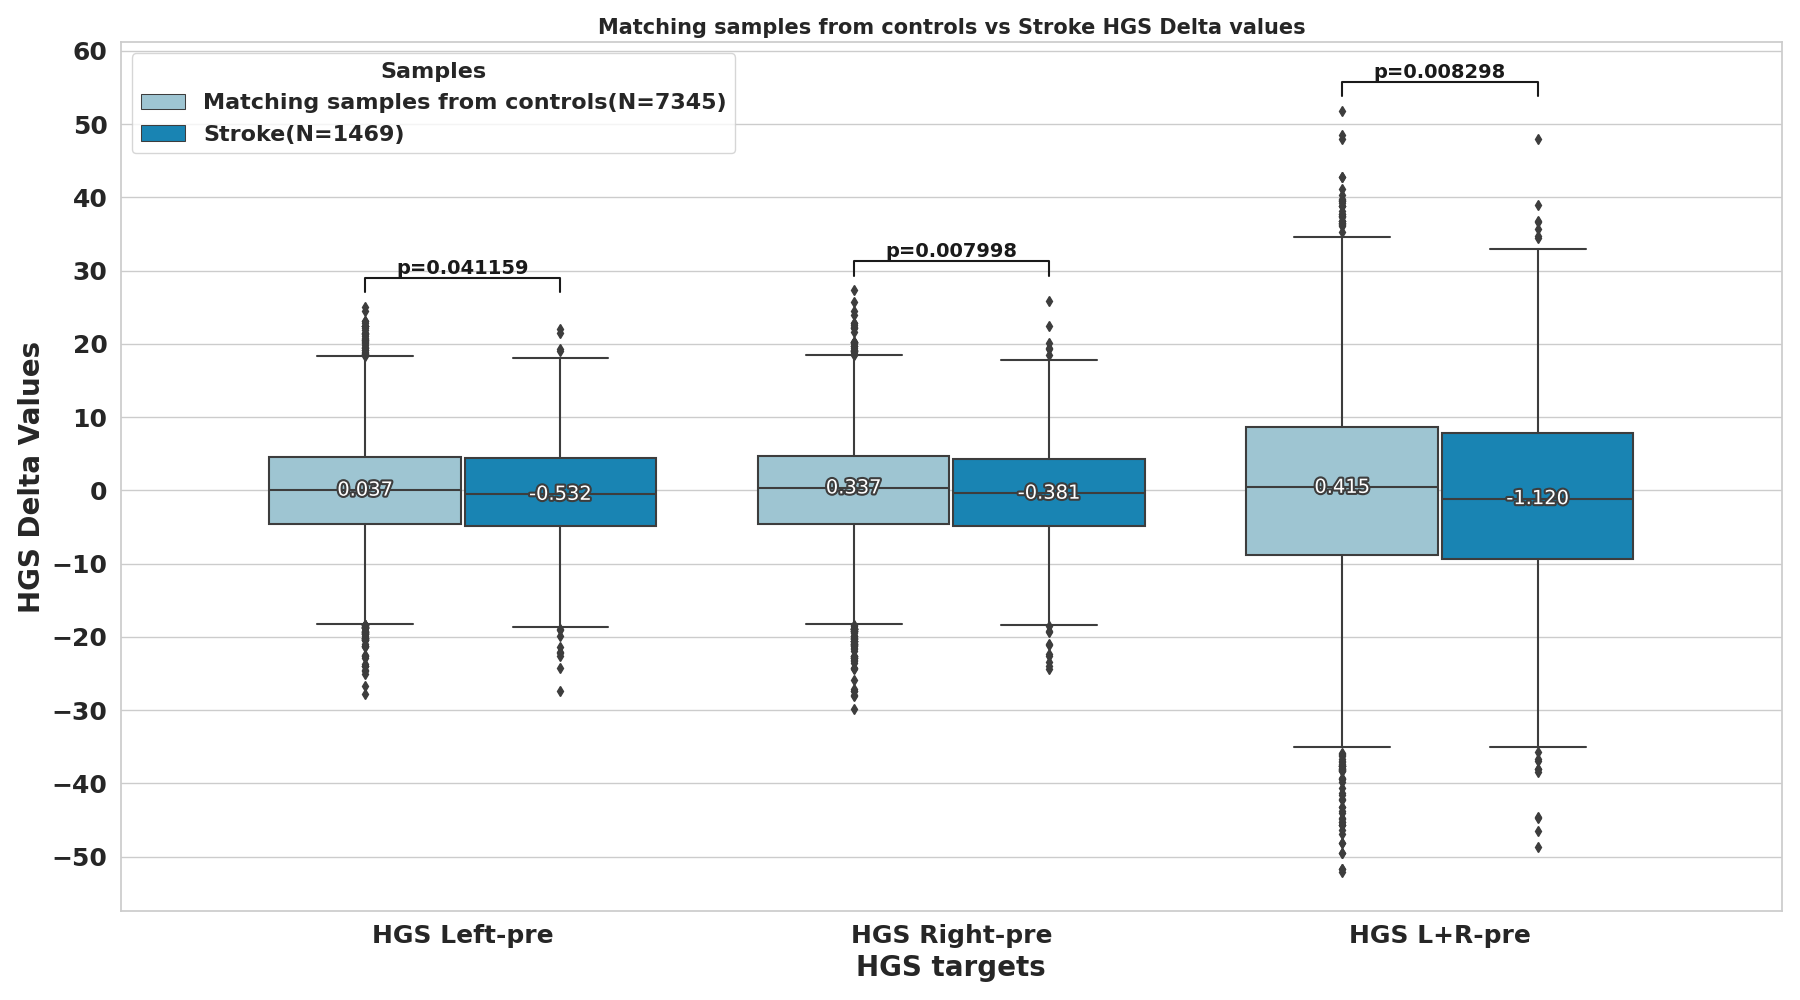 Matching samples from controls vs Stroke HGS Delta values
Samples
Matching samples from controls(N=7345)
Stroke(N=1469)
p=0.041159
p=0.007998
p=0.008298
HGS Delta Values
60
50
40
30
20
10
0
−10
−20
−30
−40
−50
0.037
-0.532
0.337
-0.381
0.415
-1.120
HGS Left-pre
HGS Right-pre
HGS L+R-pre
HGS targets